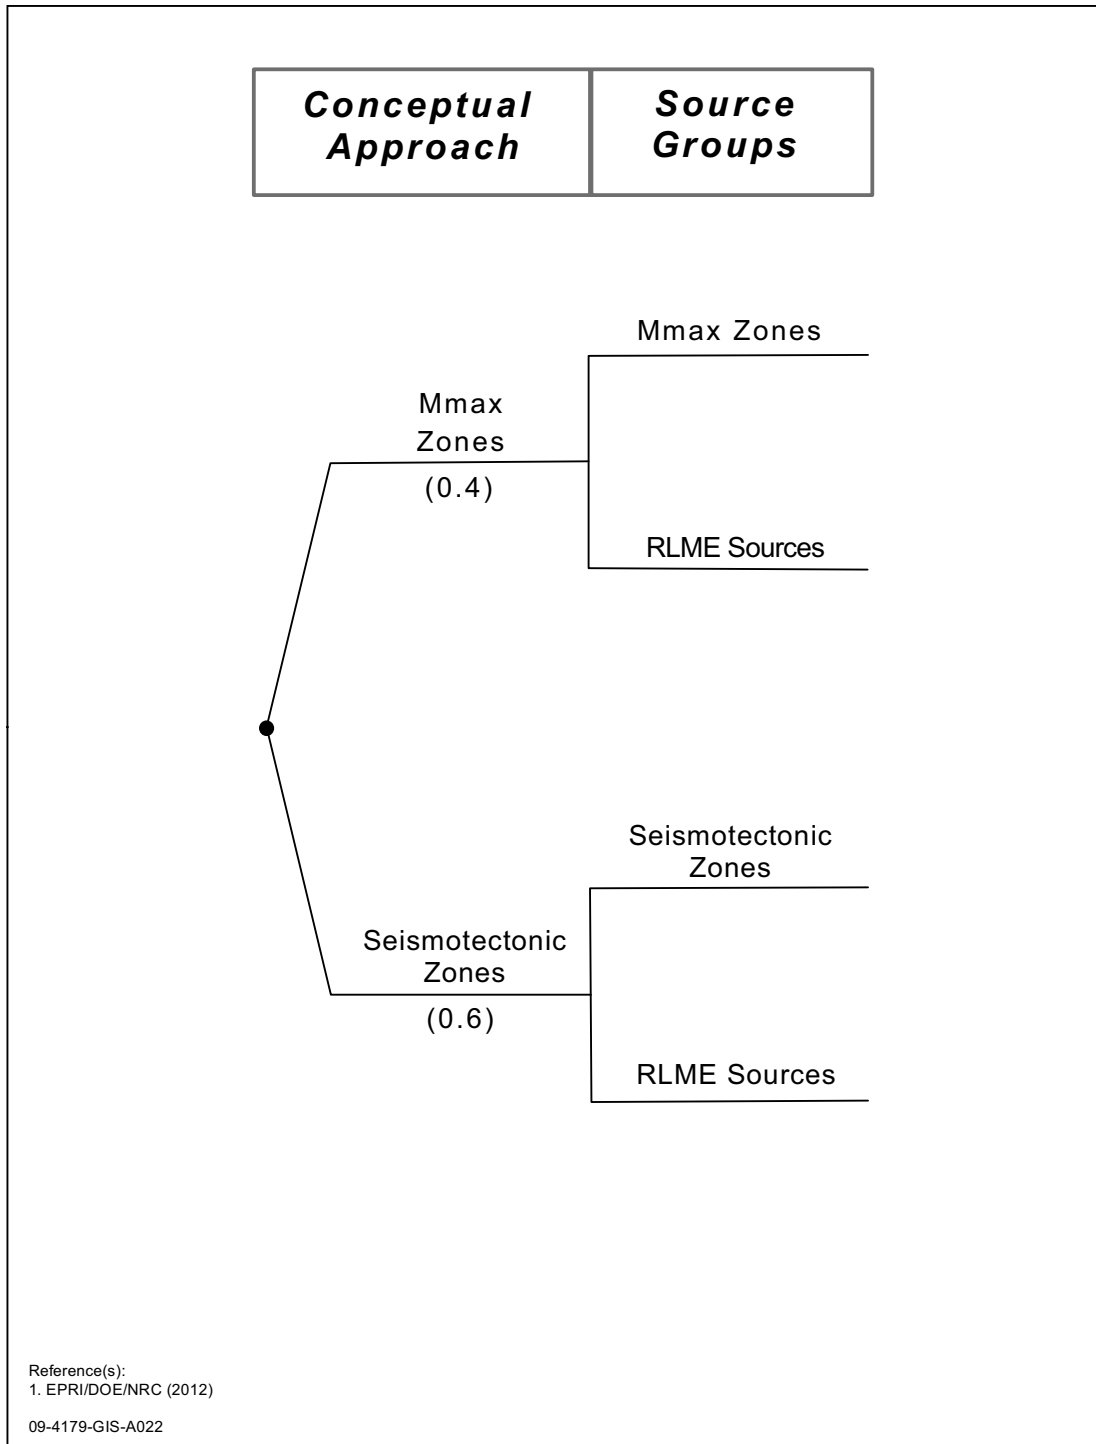 Conceptual
Approach
Source
Groups
Mmax Zones
Mmax
Zones
(0.4)
RLME Sources
Seismotectonic
Zones
Seismotectonic
Zones
(0.6)
RLME Sources
Reference(s):
1. EPRI/DOE/NRC (2012)
09-4179-GIS-A022